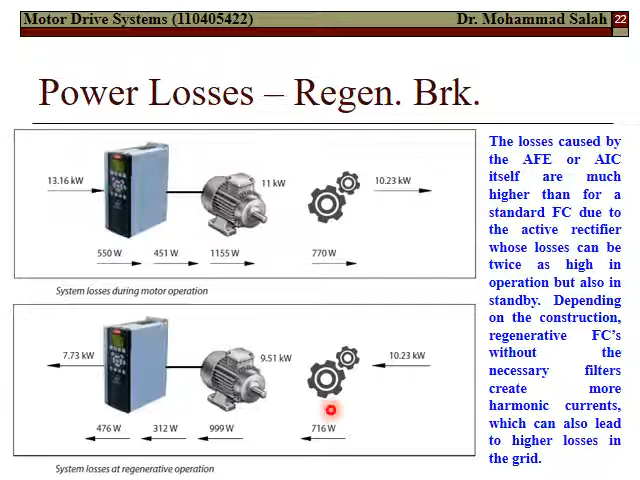 Motor Drive Systems (110405422) Dr. Mohammad Salah 22
Power Losses – Regen. Brk.
13.16 kW 11 kW 10.23 kW
550 W 451 W 1155 W 770 W
System losses during motor operation
7.73 kW 9.51 kW 10.23 kW
476 W 312 W 999 W 716 W
System losses at regenerative operation
The losses caused by
the AFE or AIC
itself are much
higher than for a
standard FC due to
the active rectifier
whose losses can be
twice as high in
operation but also in
standby. Depending
on the construction,
regenerative FC's
without the
necessary filters
create more
harmonic currents,
which can also lead
to higher losses in
the grid.